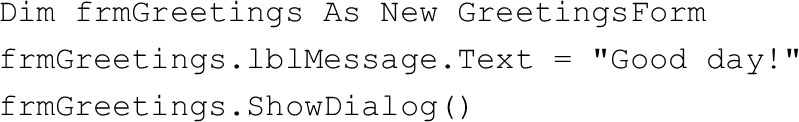 Dim frmGreetings As New GreetingsForm
frmGreetings.lblMessage.Text = "Good day!"
frmGreetings.ShowDialog()